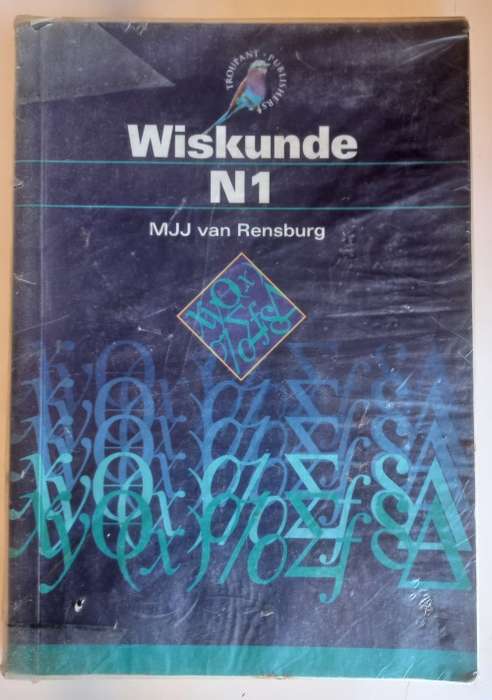 TROUPANT • PUBLISHERS
Wiskunde
N1
MJJ van Rensburg